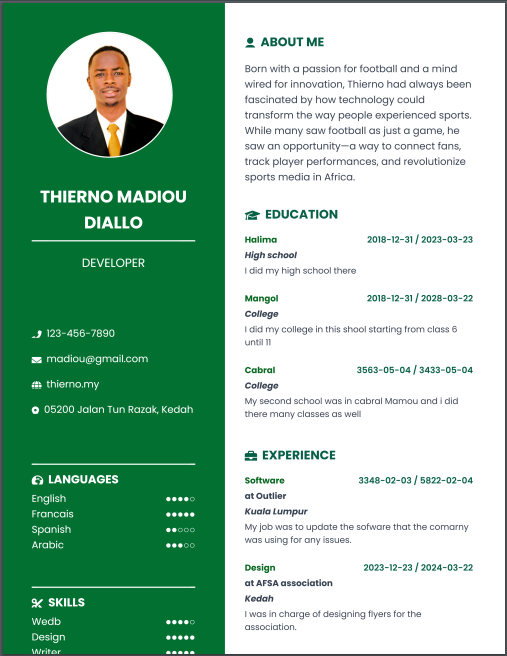 THIERNO MADIOU
DIALLO
DEVELOPER
123-456-7890
madiou@gmail.com
thierno.my
05200 Jalan Tun Razak, Kedah
LANGUAGES
English
Francais
Spanish
Arabic
SKILLS
Wedb
Design
Writer
ABOUT ME
Born with a passion for football and a mind
wired for innovation, Thierno had always been
fascinated by how technology could
transform the way people experienced sports.
While many saw football as just a game, he
saw an opportunity—a way to connect fans,
track player performances, and revolutionize
sports media in Africa.
EDUCATION
Halima 2018-12-31 / 2023-03-23
High school
I did my high school there
Mangol 2018-12-31 / 2028-03-22
College
I did my college in this shool starting from class 6
until 11
Cabral 3563-05-04 / 3433-05-04
College
My second school was in cabral Mamou and i did
there many classes as well
EXPERIENCE
Software 3348-02-03 / 5822-02-04
at Outlier
Kuala Lumpur
My job was to update the sofware that the comarny
was using for any issues.
Design 2023-12-23 / 2024-03-22
at AFSA association
Kedah
I was in charge of designing flyers for the
association.